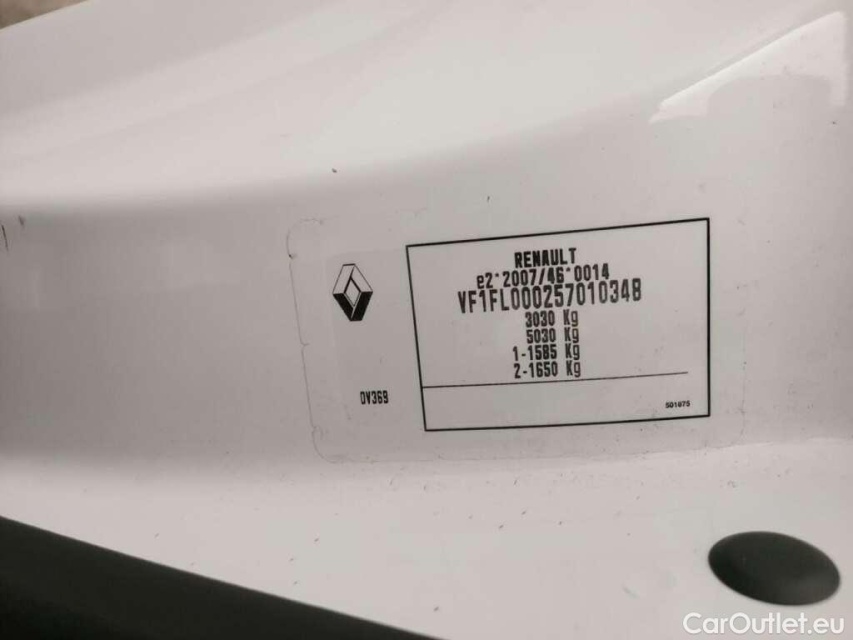 RENAULT
e2*2007/46*0014
VF1FL000257010348
3030 Kg
5030 Kg
1-1585 Kg
2-1650 Kg
0V369
501675
CarOutlet.eu